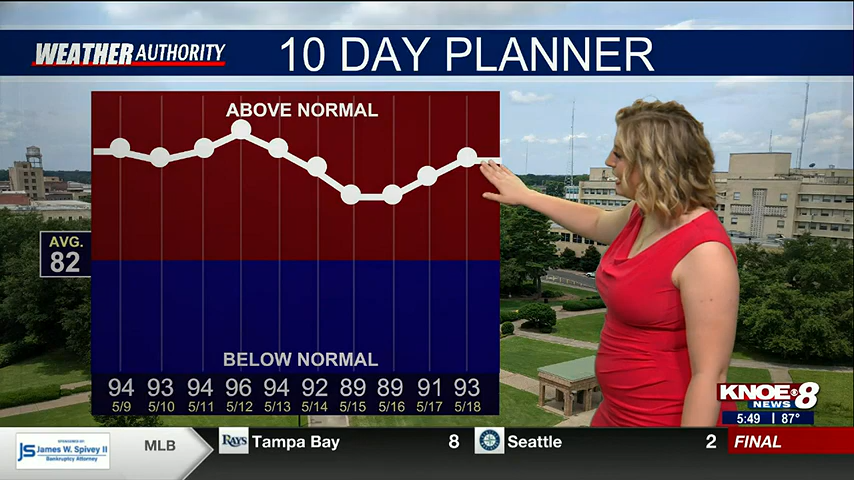 WEATHER AUTHORITY
10 DAY PLANNER
ABOVE NORMAL
AVG.
82
BELOW NORMAL
94 93 94 96 94 92 89 89 91 93
5/9 5/10 5/11 5/12 5/13 5/14 5/15 5/16 5/17 5/18
KNOE 8
NEWS
5:49 87°
SPONSORED BY:
JS James W. Spivey II
Bankruptcy Attorney
MLB
RAYS Tampa Bay 8 Seattle 2 FINAL